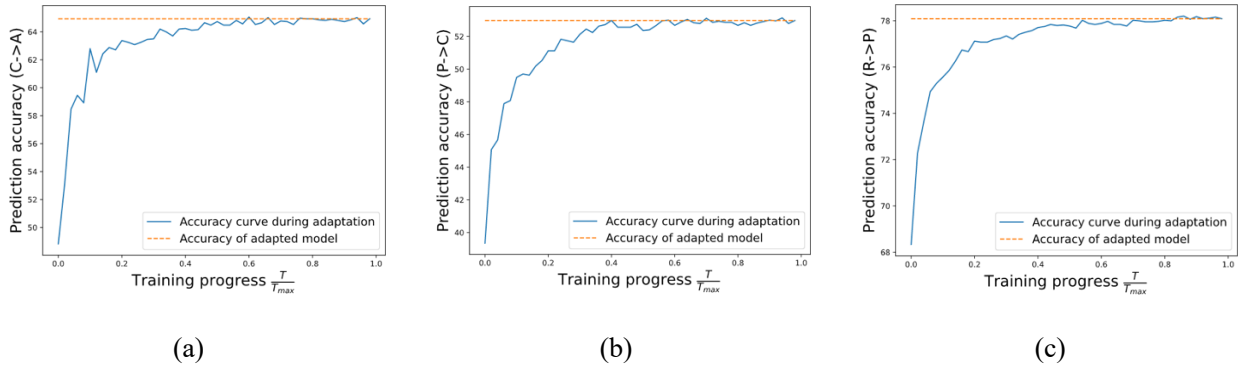 Prediction accuracy (C->A)
64
62
60
58
56
54
52
50
0.0 0.2 0.4 0.6 0.8 1.0
Accuracy curve during adaptation
Accuracy of adapted model
Training progress T/T_max
(a)
Prediction accuracy (P->C)
52
50
48
46
44
42
40
0.0 0.2 0.4 0.6 0.8 1.0
Accuracy curve during adaptation
Accuracy of adapted model
Training progress T/T_max
(b)
Prediction accuracy (R->P)
78
76
74
72
70
68
0.0 0.2 0.4 0.6 0.8 1.0
Accuracy curve during adaptation
Accuracy of adapted model
Training progress T/T_max
(c)